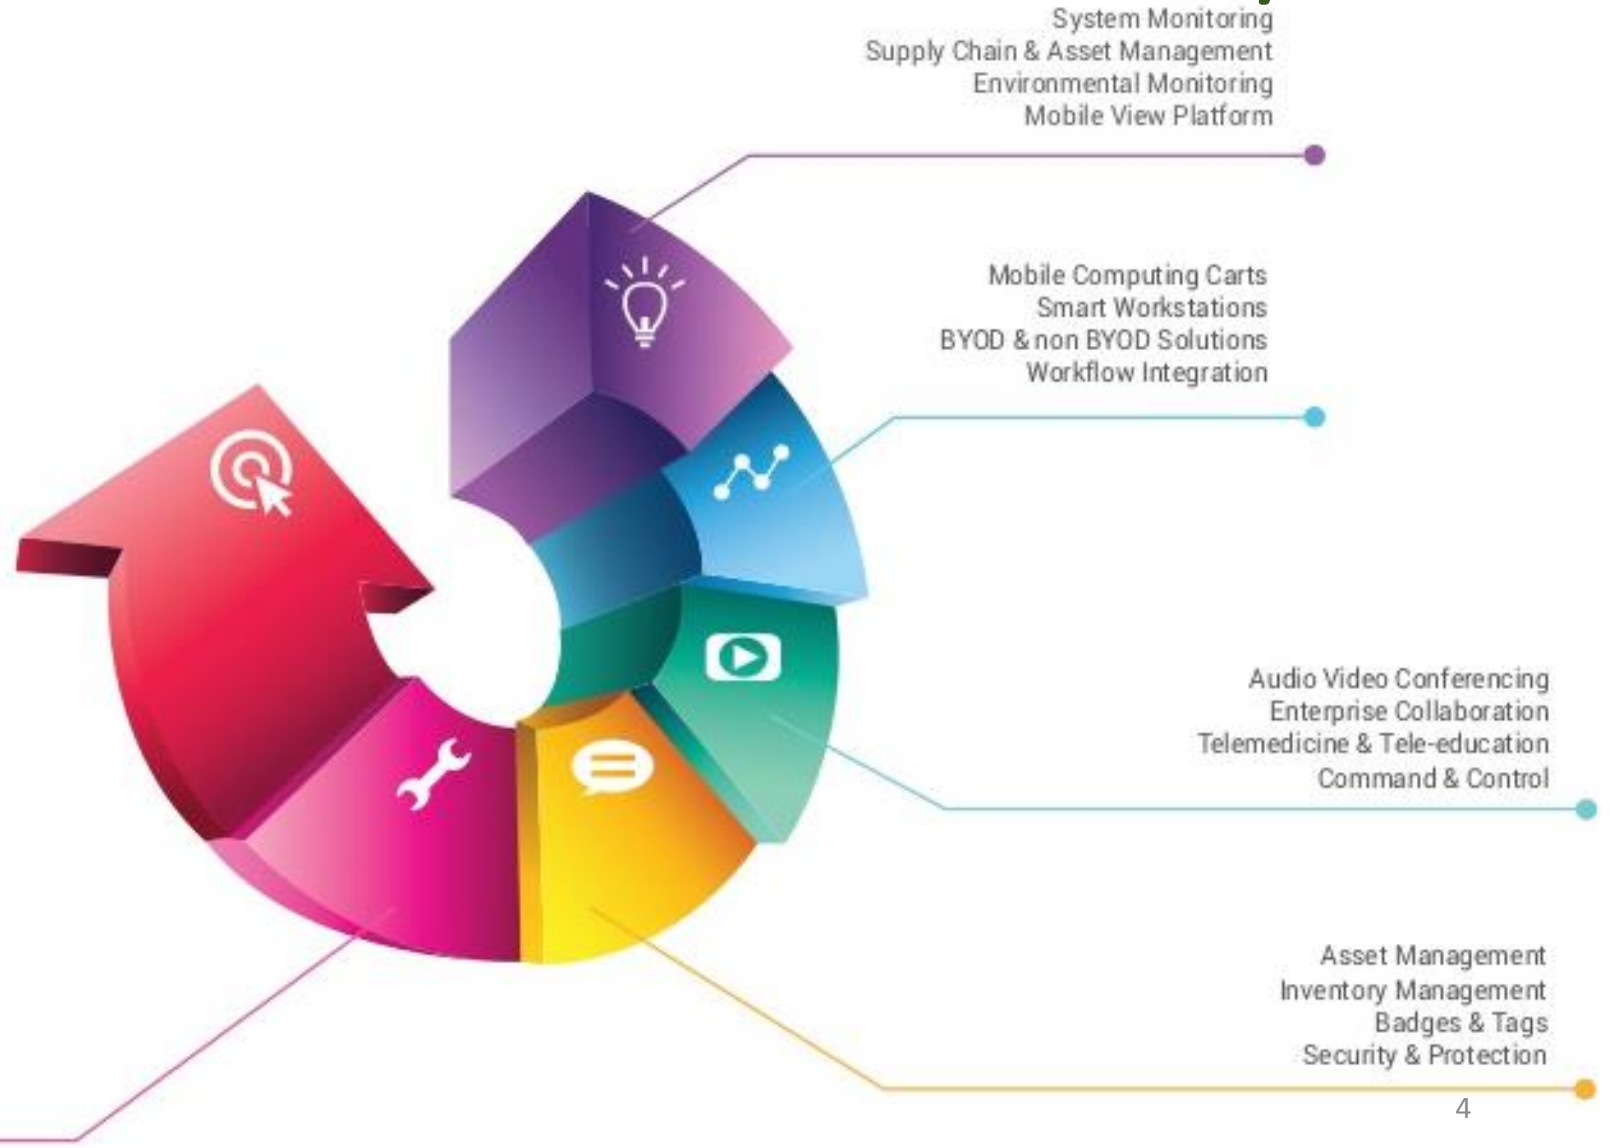 System Monitoring
Supply Chain & Asset Management
Environmental Monitoring
Mobile View Platform
Mobile Computing Carts
Smart Workstations
BYOD & non BYOD Solutions
Workflow Integration
Audio Video Conferencing
Enterprise Collaboration
Telemedicine & Tele-education
Command & Control
Asset Management
Inventory Management
Badges & Tags
Security & Protection
4